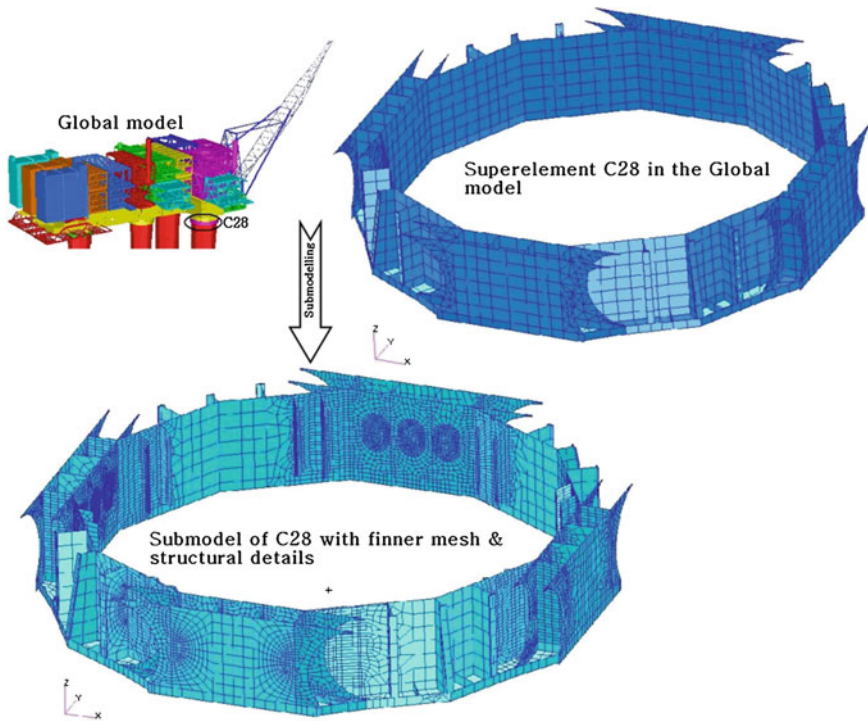 Global model
C28
Superelement C28 in the Global
model
Submodelling
Z
Y
X
Submodel of C28 with finner mesh &
structural details
Z
Y
X